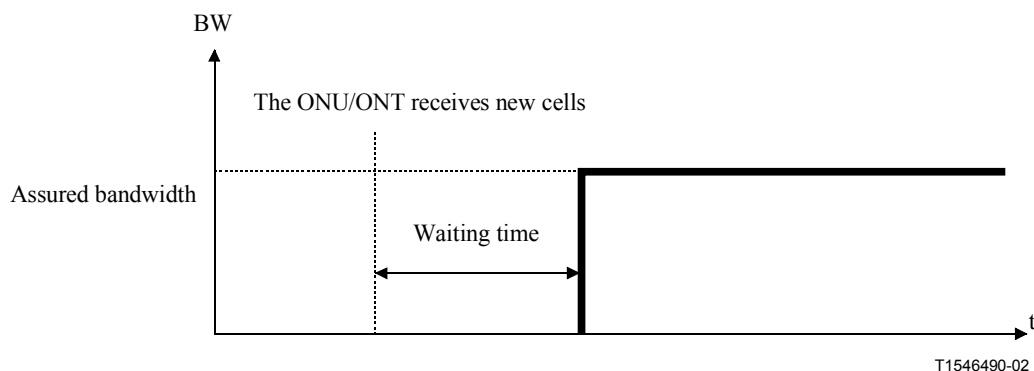 BW
The ONU/ONT receives new cells
Assured bandwidth
Waiting time
t
T1546490-02